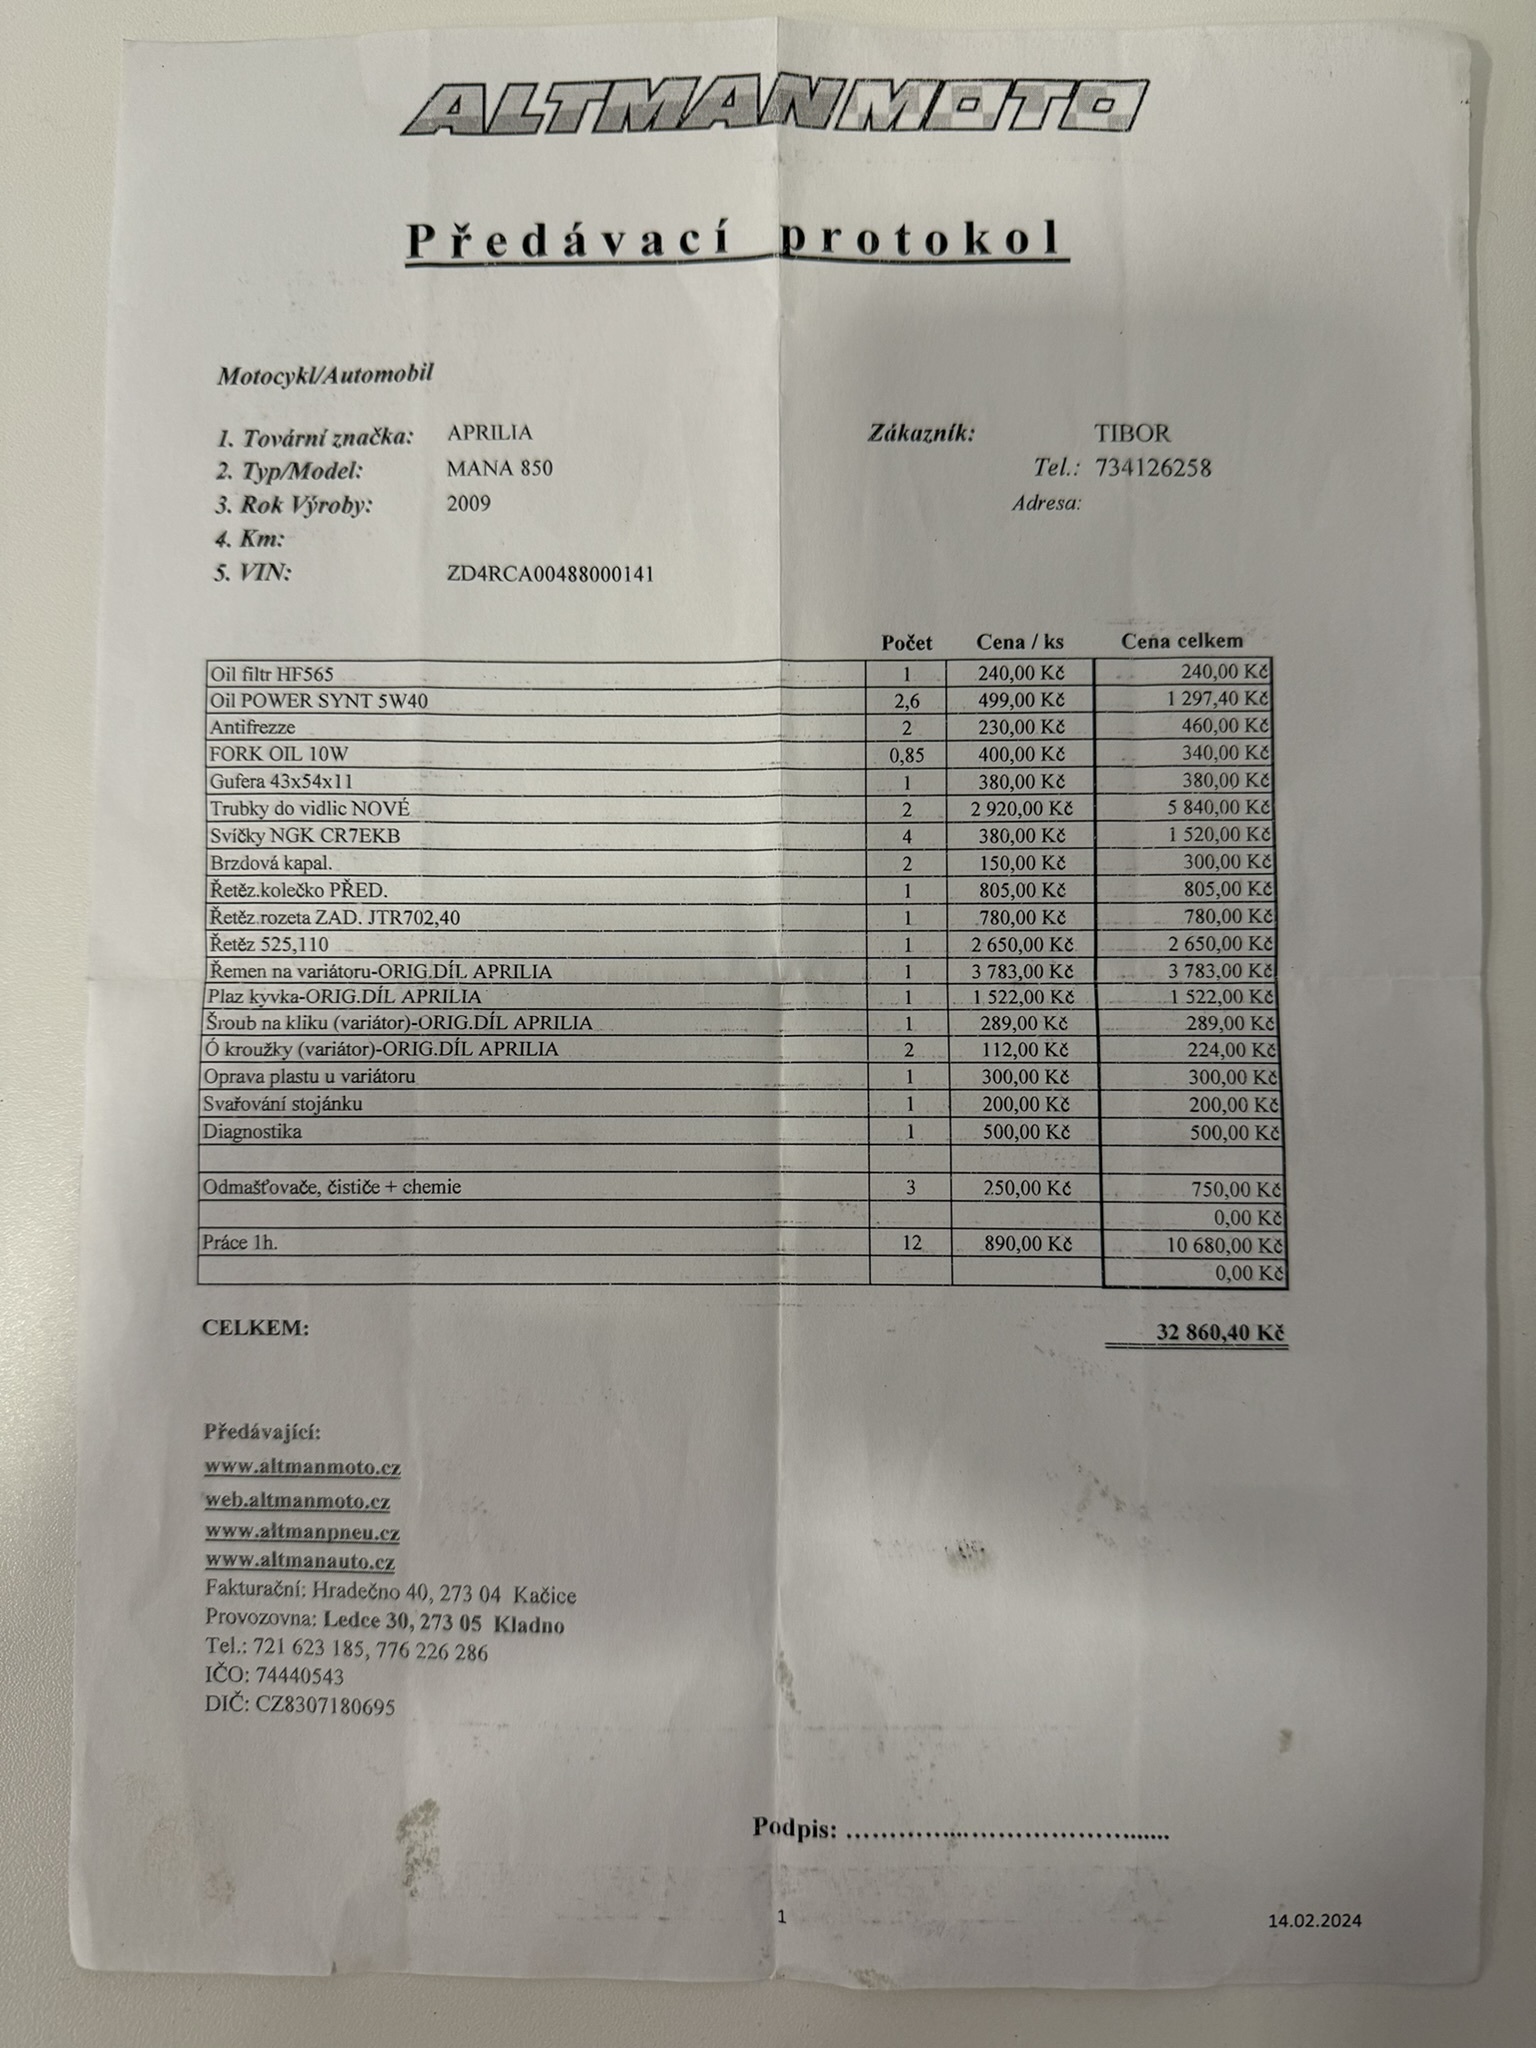 ALTMANMOTO
Předávací protokol
Motocykl/Automobil
1. Tovární značka: APRILIA Zákazník: TIBOR
2. Typ/Model: MANA 850 Tel.: 734126258
3. Rok Výroby: 2009 Adresa:
4. Km:
5. VIN: ZD4RCA00488000141
Počet Cena / ks Cena celkem
Oil filtr HF565 1 240,00 Kč 240,00 Kč
Oil POWER SYNT 5W40 2,6 499,00 Kč 1 297,40 Kč
Antifrezze 2 230,00 Kč 460,00 Kč
FORK OIL 10W 0,85 400,00 Kč 340,00 Kč
Gufera 43x54x11 1 380,00 Kč 380,00 Kč
Trubky do vidlic NOVÉ 2 2 920,00 Kč 5 840,00 Kč
Svíčky NGK CR7EKB 4 380,00 Kč 1 520,00 Kč
Brzdová kapal. 2 150,00 Kč 300,00 Kč
Řetěz.kolečko PŘED. 1 805,00 Kč 805,00 Kč
Řetěz.rozeta ZAD. JTR702,40 1 780,00 Kč 780,00 Kč
Řetěz 525,110 1 2 650,00 Kč 2 650,00 Kč
Řemen na variátoru-ORIG.DÍL APRILIA 1 3 783,00 Kč 3 783,00 Kč
Plaz kyvka-ORIG.DÍL APRILIA 1 1 522,00 Kč 1 522,00 Kč
Šroub na kliku (variátor)-ORIG.DÍL APRILIA 1 289,00 Kč 289,00 Kč
Ó kroužky (variátor)-ORIG.DÍL APRILIA 2 112,00 Kč 224,00 Kč
Oprava plastu u variátoru 1 300,00 Kč 300,00 Kč
Svařování stojánku 1 200,00 Kč 200,00 Kč
Diagnostika 1 500,00 Kč 500,00 Kč
Odmašťovače, čističe + chemie 3 250,00 Kč 750,00 Kč
0,00 Kč
Práce 1h. 12 890,00 Kč 10 680,00 Kč
0,00 Kč
CELKEM: 32 860,40 Kč
Předávající:
www.altmanmoto.cz
web.altmanmoto.cz
www.altmanpneu.cz
www.altmanauto.cz
Fakturační: Hradečno 40, 273 04 Kačice
Provozovna: Ledce 30, 273 05 Kladno
Tel.: 721 623 185, 776 226 286
IČO: 74440543
DIČ: CZ8307180695
Podpis: ........................................
1 14.02.2024